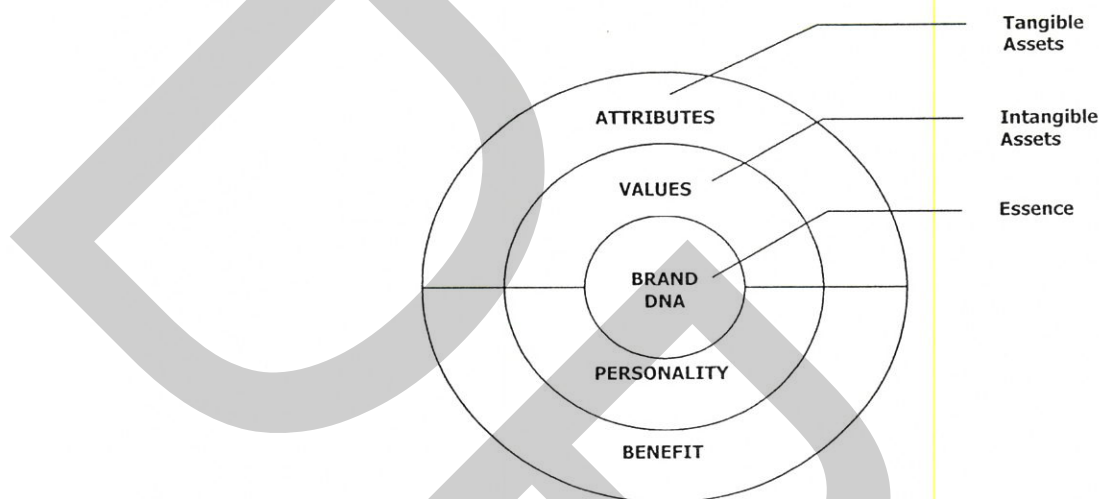 Tangible
Assets
ATTRIBUTES
Intangible
Assets
VALUES
Essence
BRAND
DNA
PERSONALITY
BENEFIT